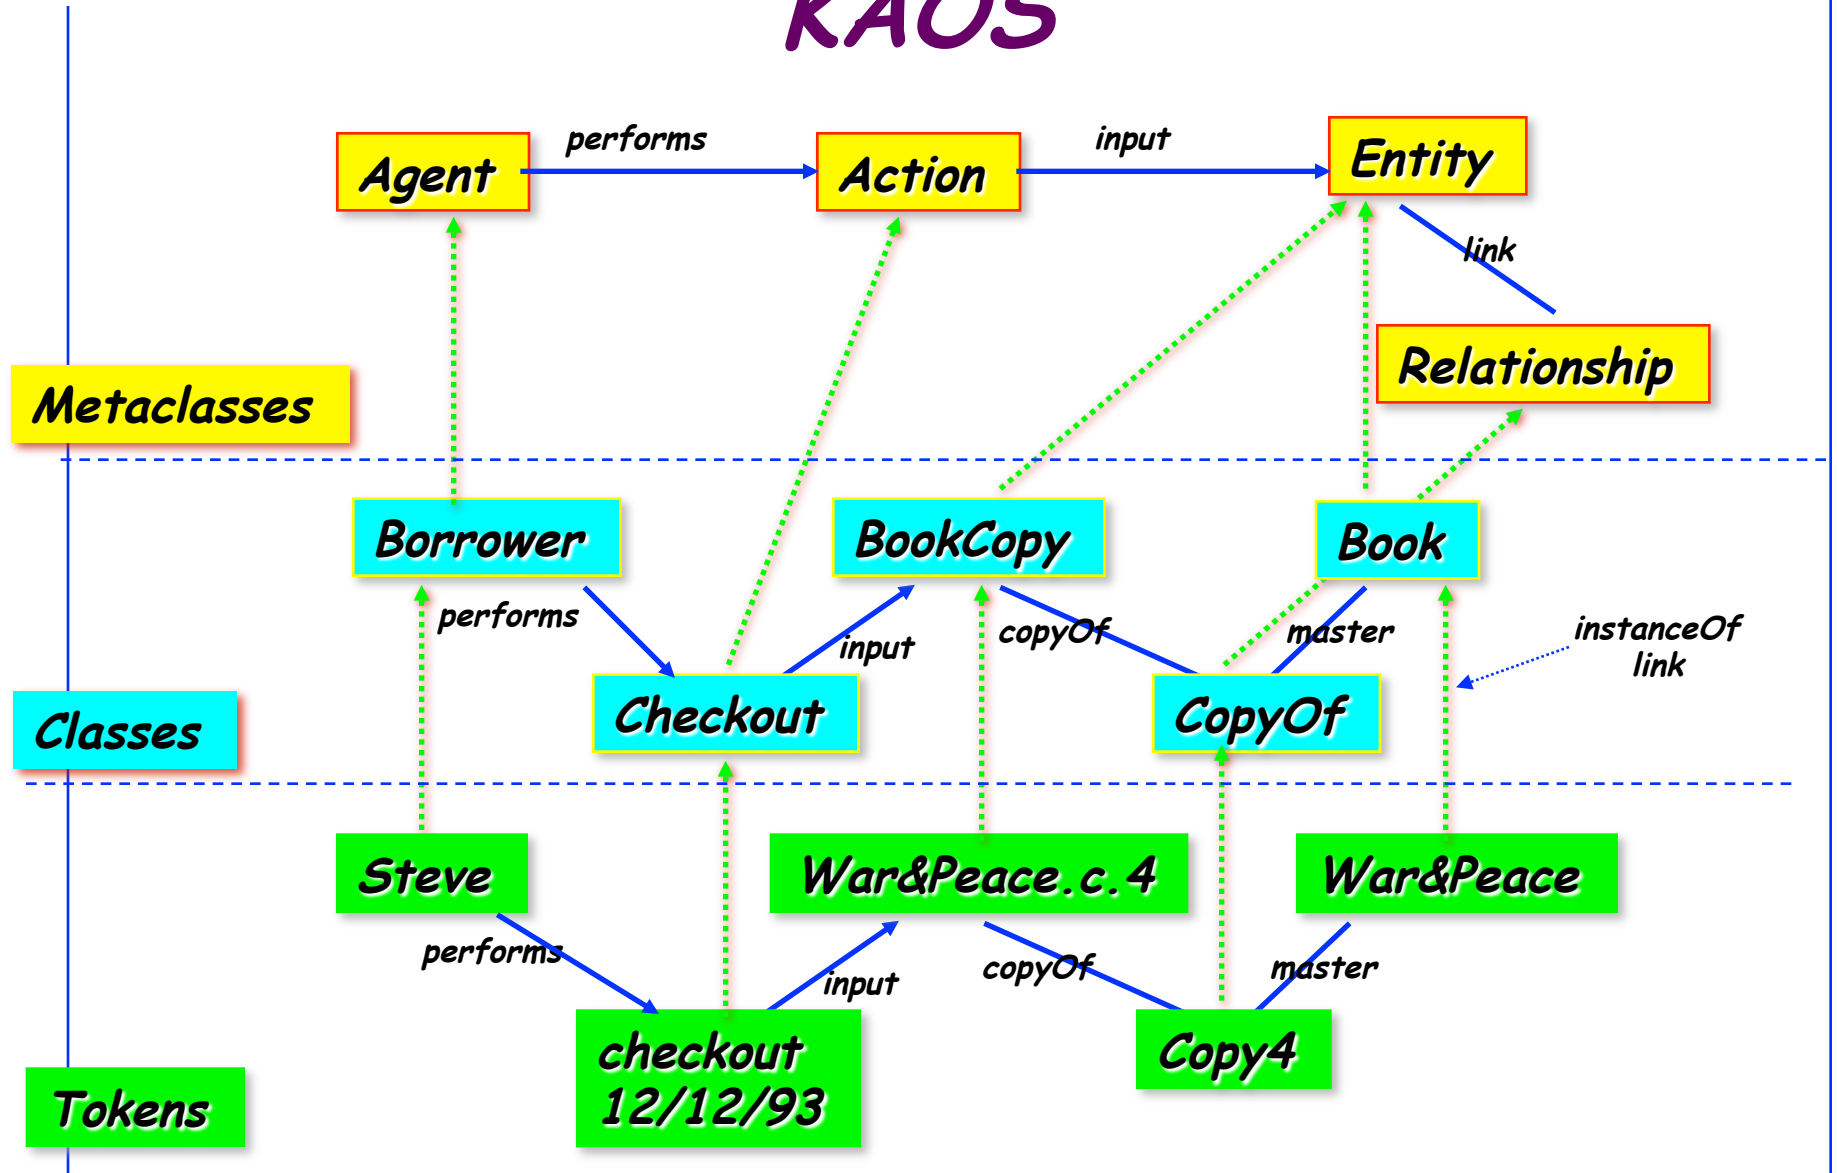 KAOS
performs
input
Agent
Action
Entity
link
Relationship
Metaclasses
Borrower
BookCopy
Book
performs
input
copyOf
master
instanceOf
link
Checkout
CopyOf
Classes
Steve
War&Peace.c.4
War&Peace
performs
input
copyOf
master
checkout
12/12/93
Copy4
Tokens